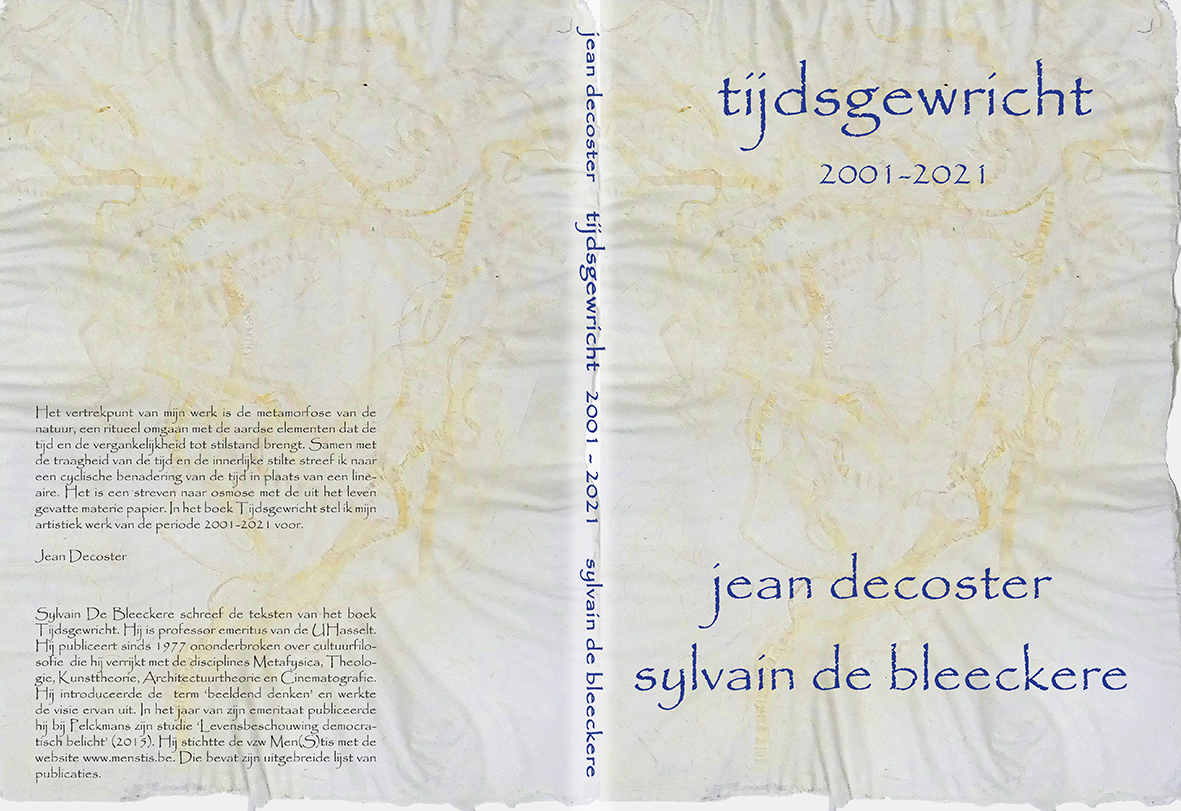 Het vertrekpunt van mijn werk is de metamorfose van de
natuur, een ritueel omgaan met de aardse elementen dat de
tijd en de vergankelijkheid tot stilstand brengt. Samen met
de traagheid van de tijd en de innerlijke stilte streef ik naar
een cyclische benadering van de tijd in plaats van een line-
aire. Het is een streven naar osmose met de uit het leven
gevatte materie papier. In het boek Tijdsgewricht stel ik mijn
artistiek werk van de periode 2001-2021 voor.
Jean Decoster
Sylvain De Bleeckere schreef de teksten van het boek
Tijdsgewricht. Hij is professor emeritus van de UHasselt.
Hij publiceert sinds 1977 ononderbroken over cultuurfilo-
sofie die hij verrijkt met de disciplines Metafysica, Theolo-
gie, Kunsttheorie, Architectuurtheorie en Cinematografie.
Hij introduceerde de term ‘beeldend denken’ en werkte
de visie ervan uit. In het jaar van zijn emeritaat publiceerde
hij bij Pelckmans zijn studie ‘Levensbeschouwing democra-
tisch belicht’ (2015). Hij stichtte de vzw Men(S)tis met de
website www.menstis.be. Die bevat zijn uitgebreide lijst van
publicaties.
jean decoster tijdsgewricht 2001 - 2021 sylvain de bleeckere
tijdsgewricht
2001-2021
jean decoster
sylvain de bleeckere